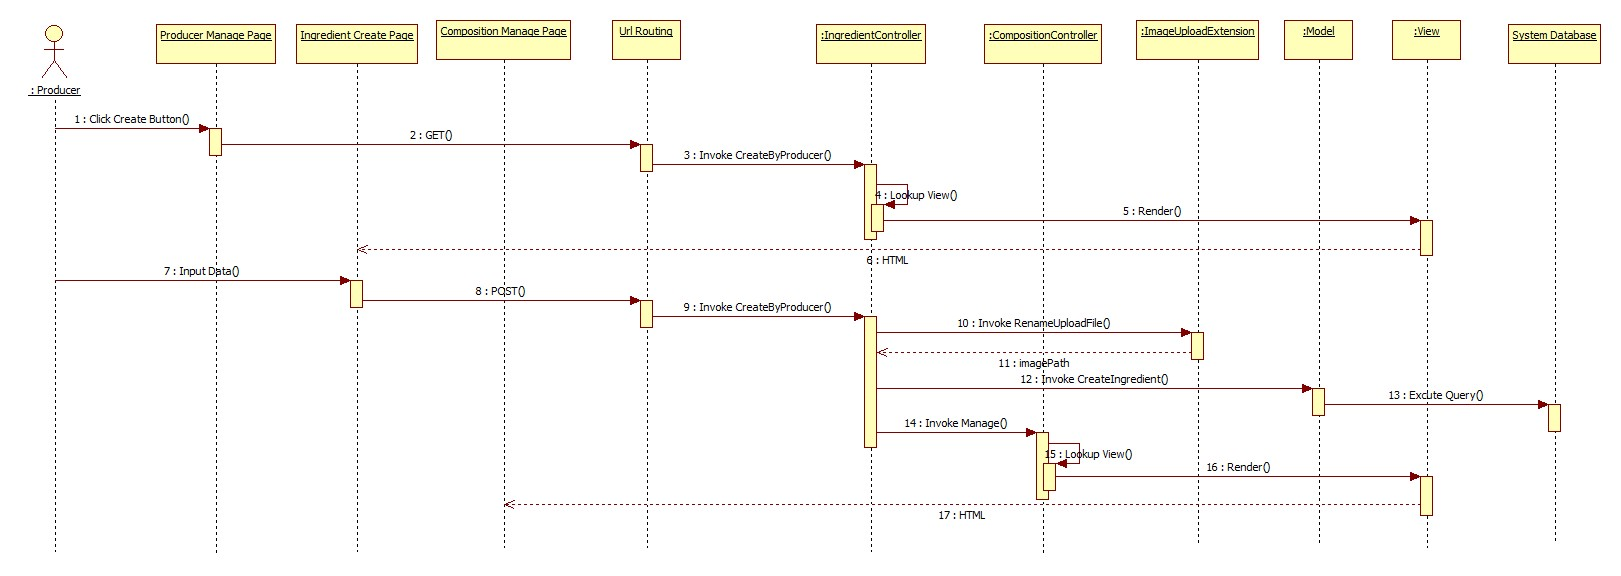 Producer Manage Page
Ingredient Create Page
Composition Manage Page
Url Routing
:IngredientController
:CompositionController
:ImageUploadExtension
:Model
:View
System Database
: Producer
1 : Click Create Button()
2 : GET()
3 : Invoke CreateByProducer()
4 : Lookup View()
5 : Render()
6 : HTML
7 : Input Data()
8 : POST()
9 : Invoke CreateByProducer()
10 : Invoke RenameUploadFile()
11 : imagePath
12 : Invoke CreateIngredient()
13 : Excute Query()
14 : Invoke Manage()
15 : Lookup View()
16 : Render()
17 : HTML